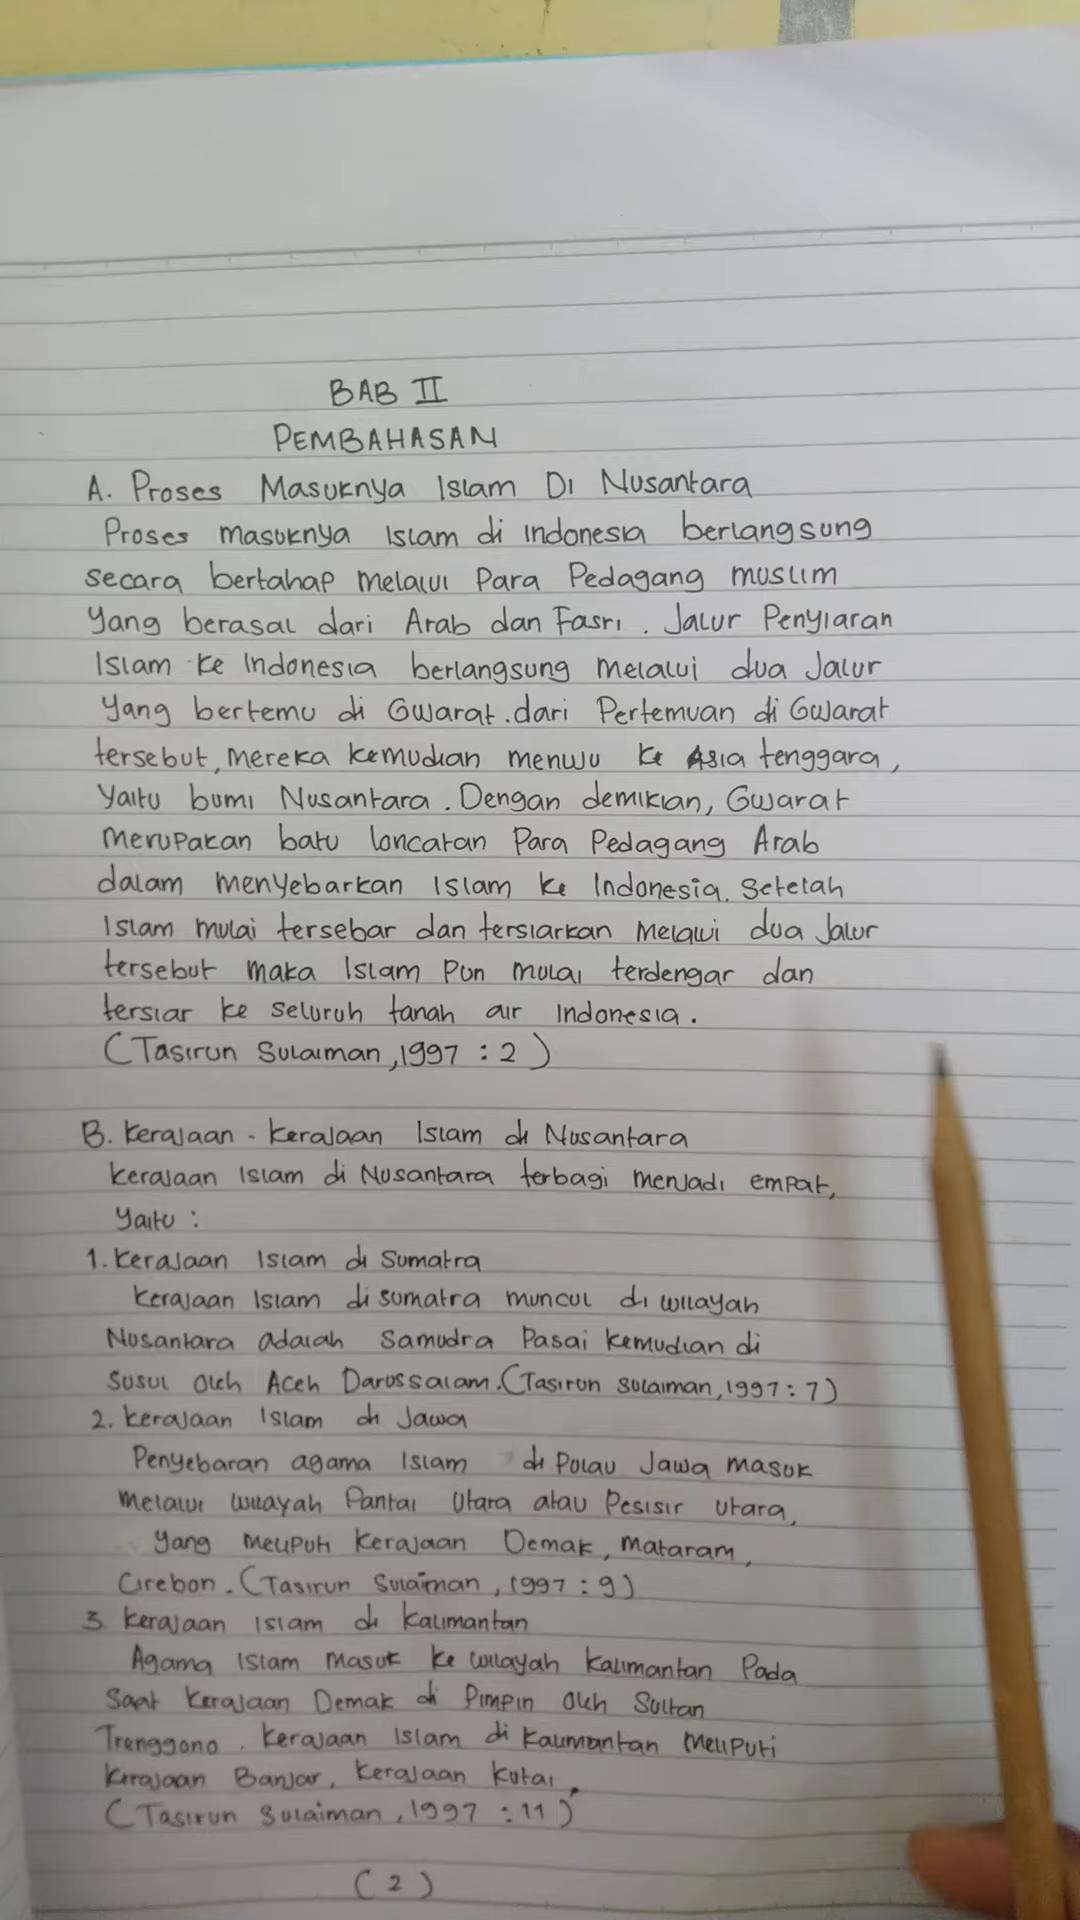 BAB II
PEMBAHASAN
A. Proses Masuknya Islam Di Nusantara
Proses masuknya Islam di Indonesia berlangsung
secara bertahap melalui Para Pedagang muslim
Yang berasal dari Arab dan Fasri. Jalur Penyiaran
Islam ke Indonesia berlangsung melalui dua Jalur
Yang bertemu di Gujarat. dari Pertemuan di Gujarat
tersebut, mereka kemudian menuju ke Asia tenggara,
Yaitu bumi Nusantara. Dengan demikian, Gujarat
merupakan batu loncatan Para Pedagang Arab
dalam menyebarkan Islam ke Indonesia. Setelah
Islam mulai tersebar dan tersiarkan melalui dua Jalur
tersebut maka Islam Pun mulai terdengar dan
tersiar ke seluruh tanah air Indonesia.
(Tasirun Sulaiman, 1997 : 2)
B. Kerajaan - Kerajaan Islam di Nusantara
Kerajaan Islam di Nusantara terbagi menjadi empat,
Yaitu :
1. Kerajaan Islam di Sumatra
Kerajaan Islam di sumatra muncul di wilayah
Nusantara adalah Samudra Pasai kemudian di
susul oleh Aceh Darussalam. (Tasirun sulaiman, 1997 : 7)
2. Kerajaan Islam di Jawa
Penyebaran agama Islam di Pulau Jawa masuk
melalui wilayah Pantai Utara atau Pesisir utara,
yang meliputi Kerajaan Demak, Mataram,
Cirebon. (Tasirun Sulaiman, 1997 : 9)
3. Kerajaan Islam di Kalimantan
Agama Islam masuk ke wilayah kalimantan Pada
Saat Kerajaan Demak di Pimpin oleh Sultan
Trenggono. Kerajaan Islam di Kalimantan meliputi
Kerajaan Banjar, Kerajaan Kutai.
(Tasirun Sulaiman, 1997 : 11)
(2)